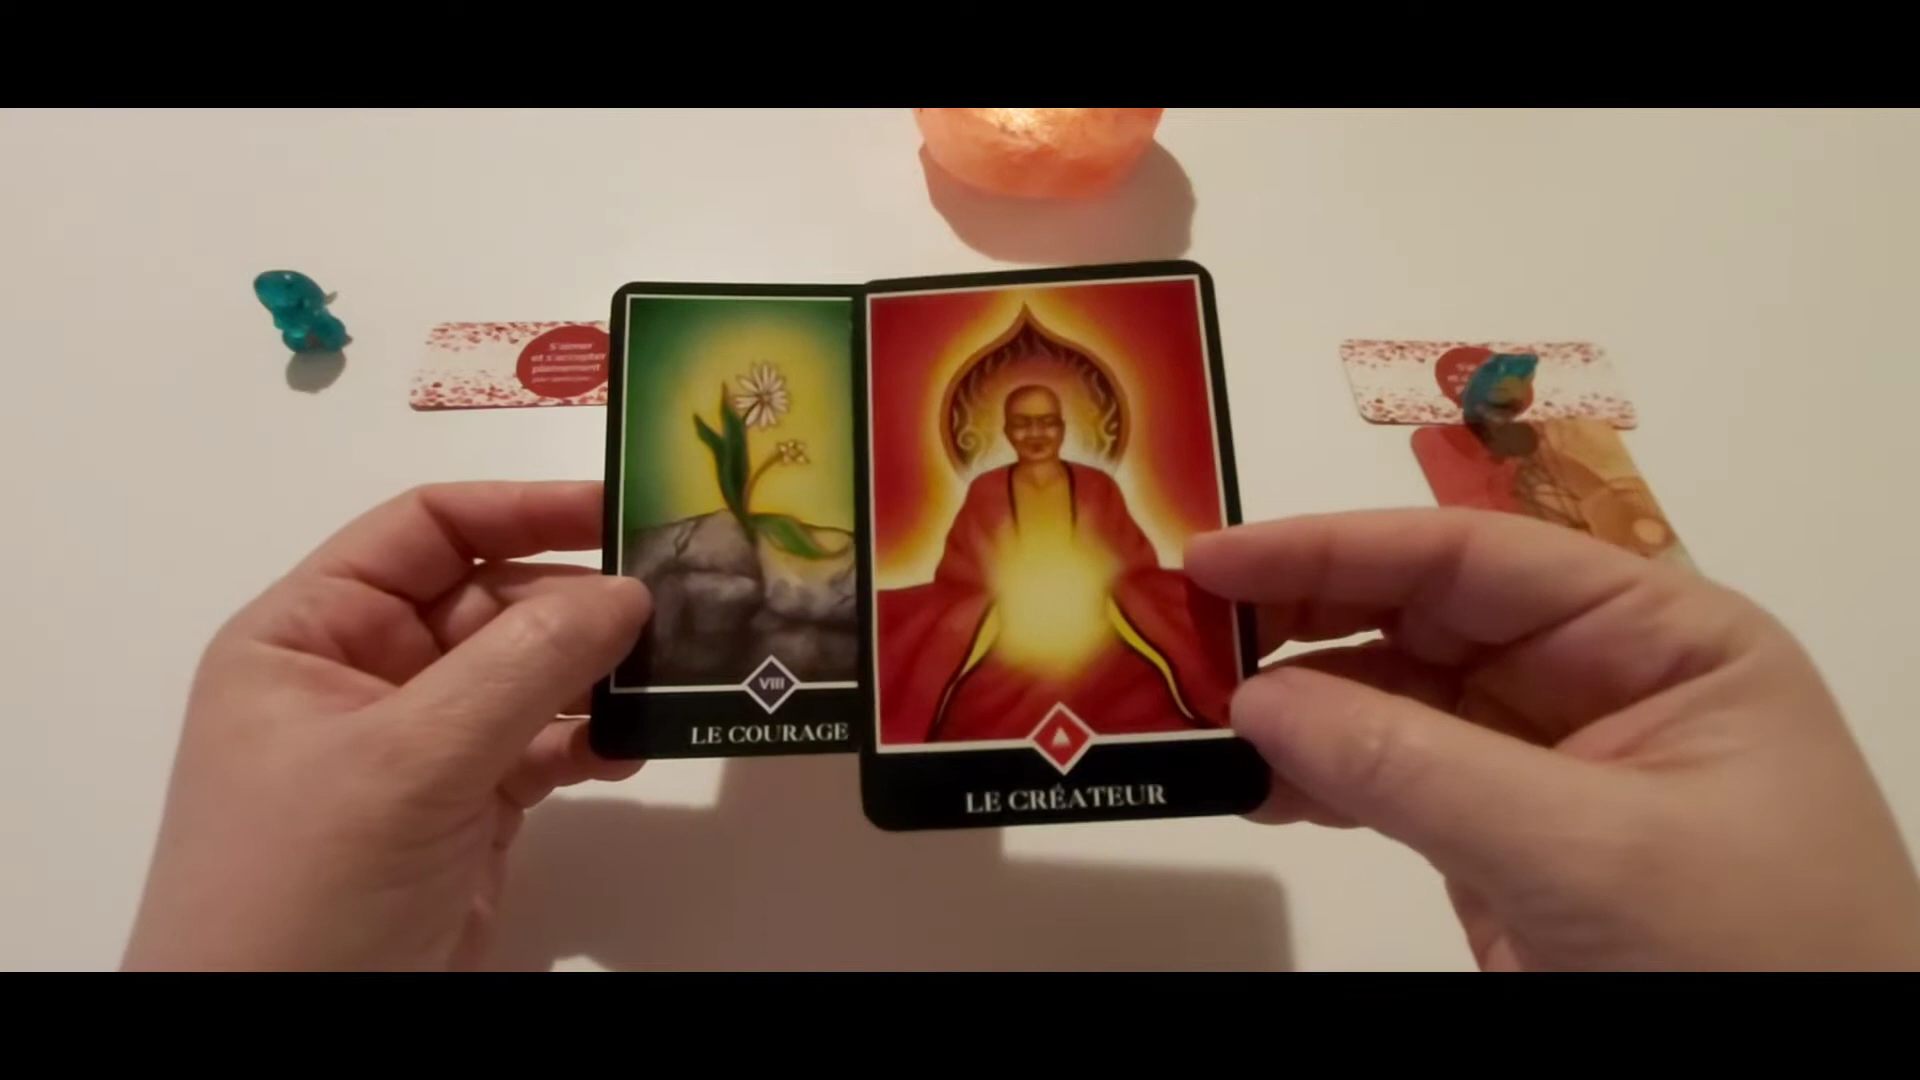 S'aimer
et s'accepter
pleinement
VIII
LE COURAGE
LE CRÉATEUR